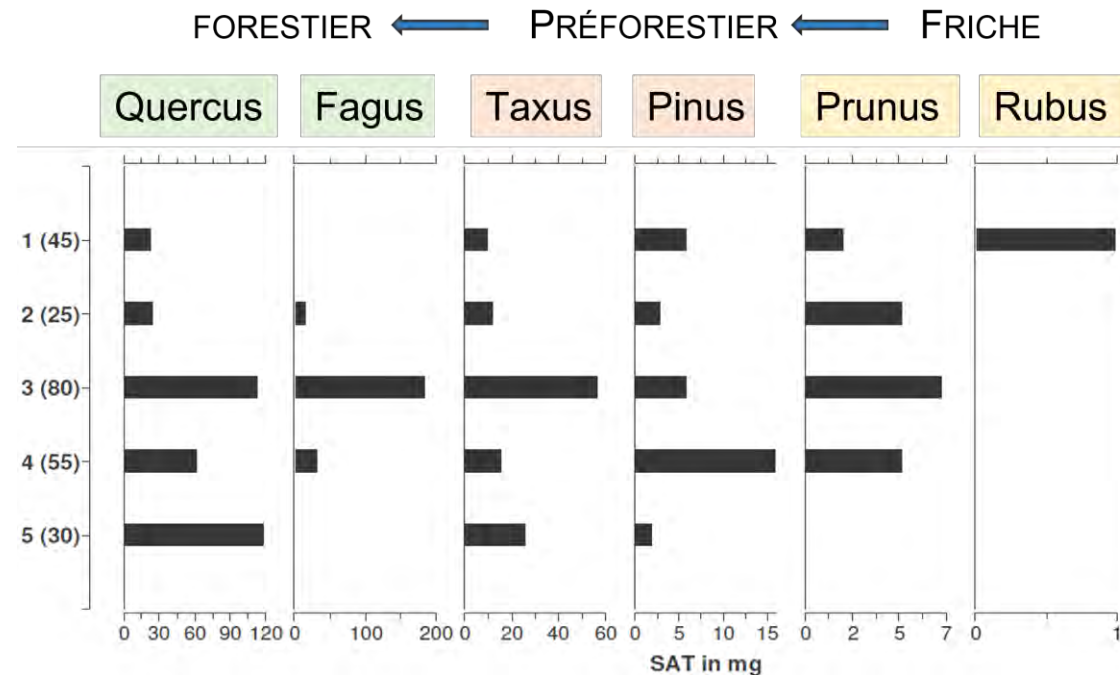 FORESTIER PRÉFORESTIER FRICHE
Quercus Fagus Taxus Pinus Prunus Rubus
1 (45)
2 (25)
3 (80)
4 (55)
5 (30)
0 30 60 90 120 0 100 200 0 20 40 60 0 5 10 15 0 2 5 7 0 1
SAT in mg